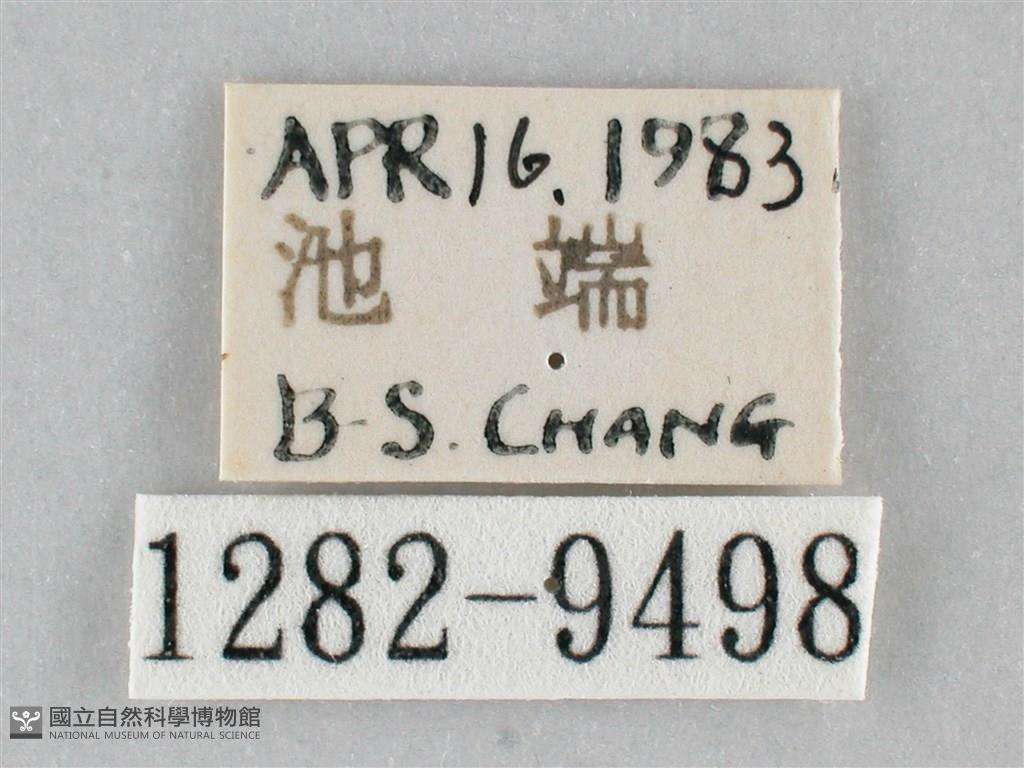 APR 16, 1983
池 端
B-S. CHANG
1282-9498
國立自然科學博物館
NATIONAL MUSEUM OF NATURAL SCIENCE